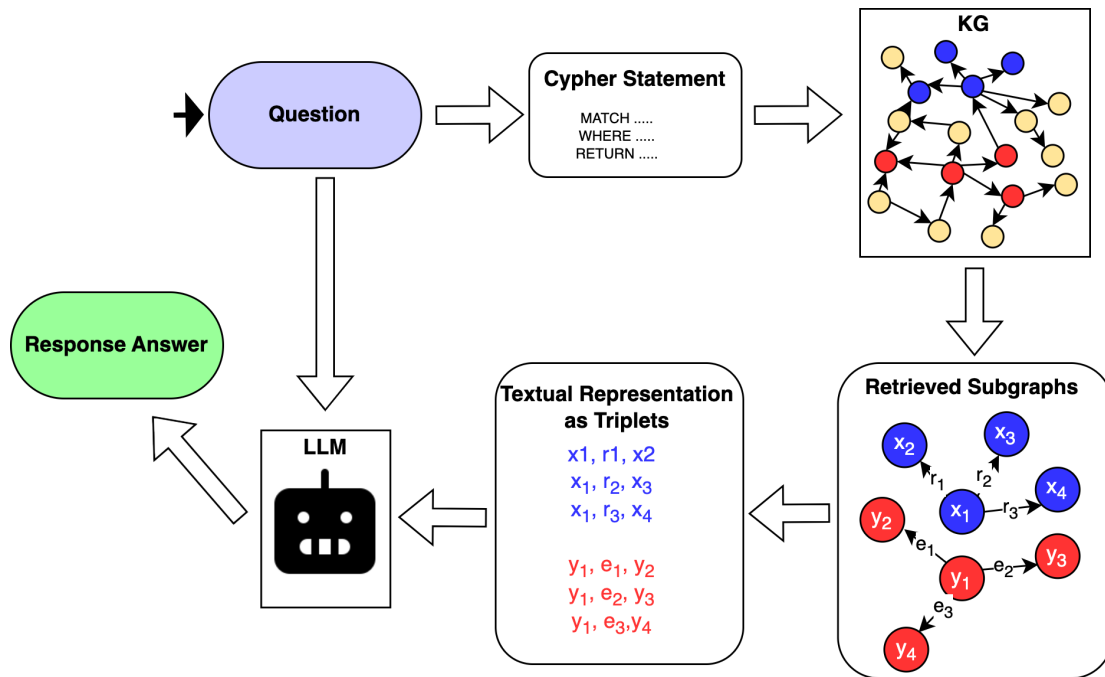 Question
Cypher Statement
MATCH .....
WHERE .....
RETURN .....
KG
Response Answer
LLM
Textual Representation
as Triplets
x1, r1, x2
x₁, r₂, x₃
x₁, r₃, x₄
y₁, e₁, y₂
y₁, e₂, y₃
y₁, e₃,y₄
Retrieved Subgraphs
x₂
x₃
r₁
r₂
x₄
x₁
r₃
y₂
e₁
y₃
e₂
y₁
e₃
y₄